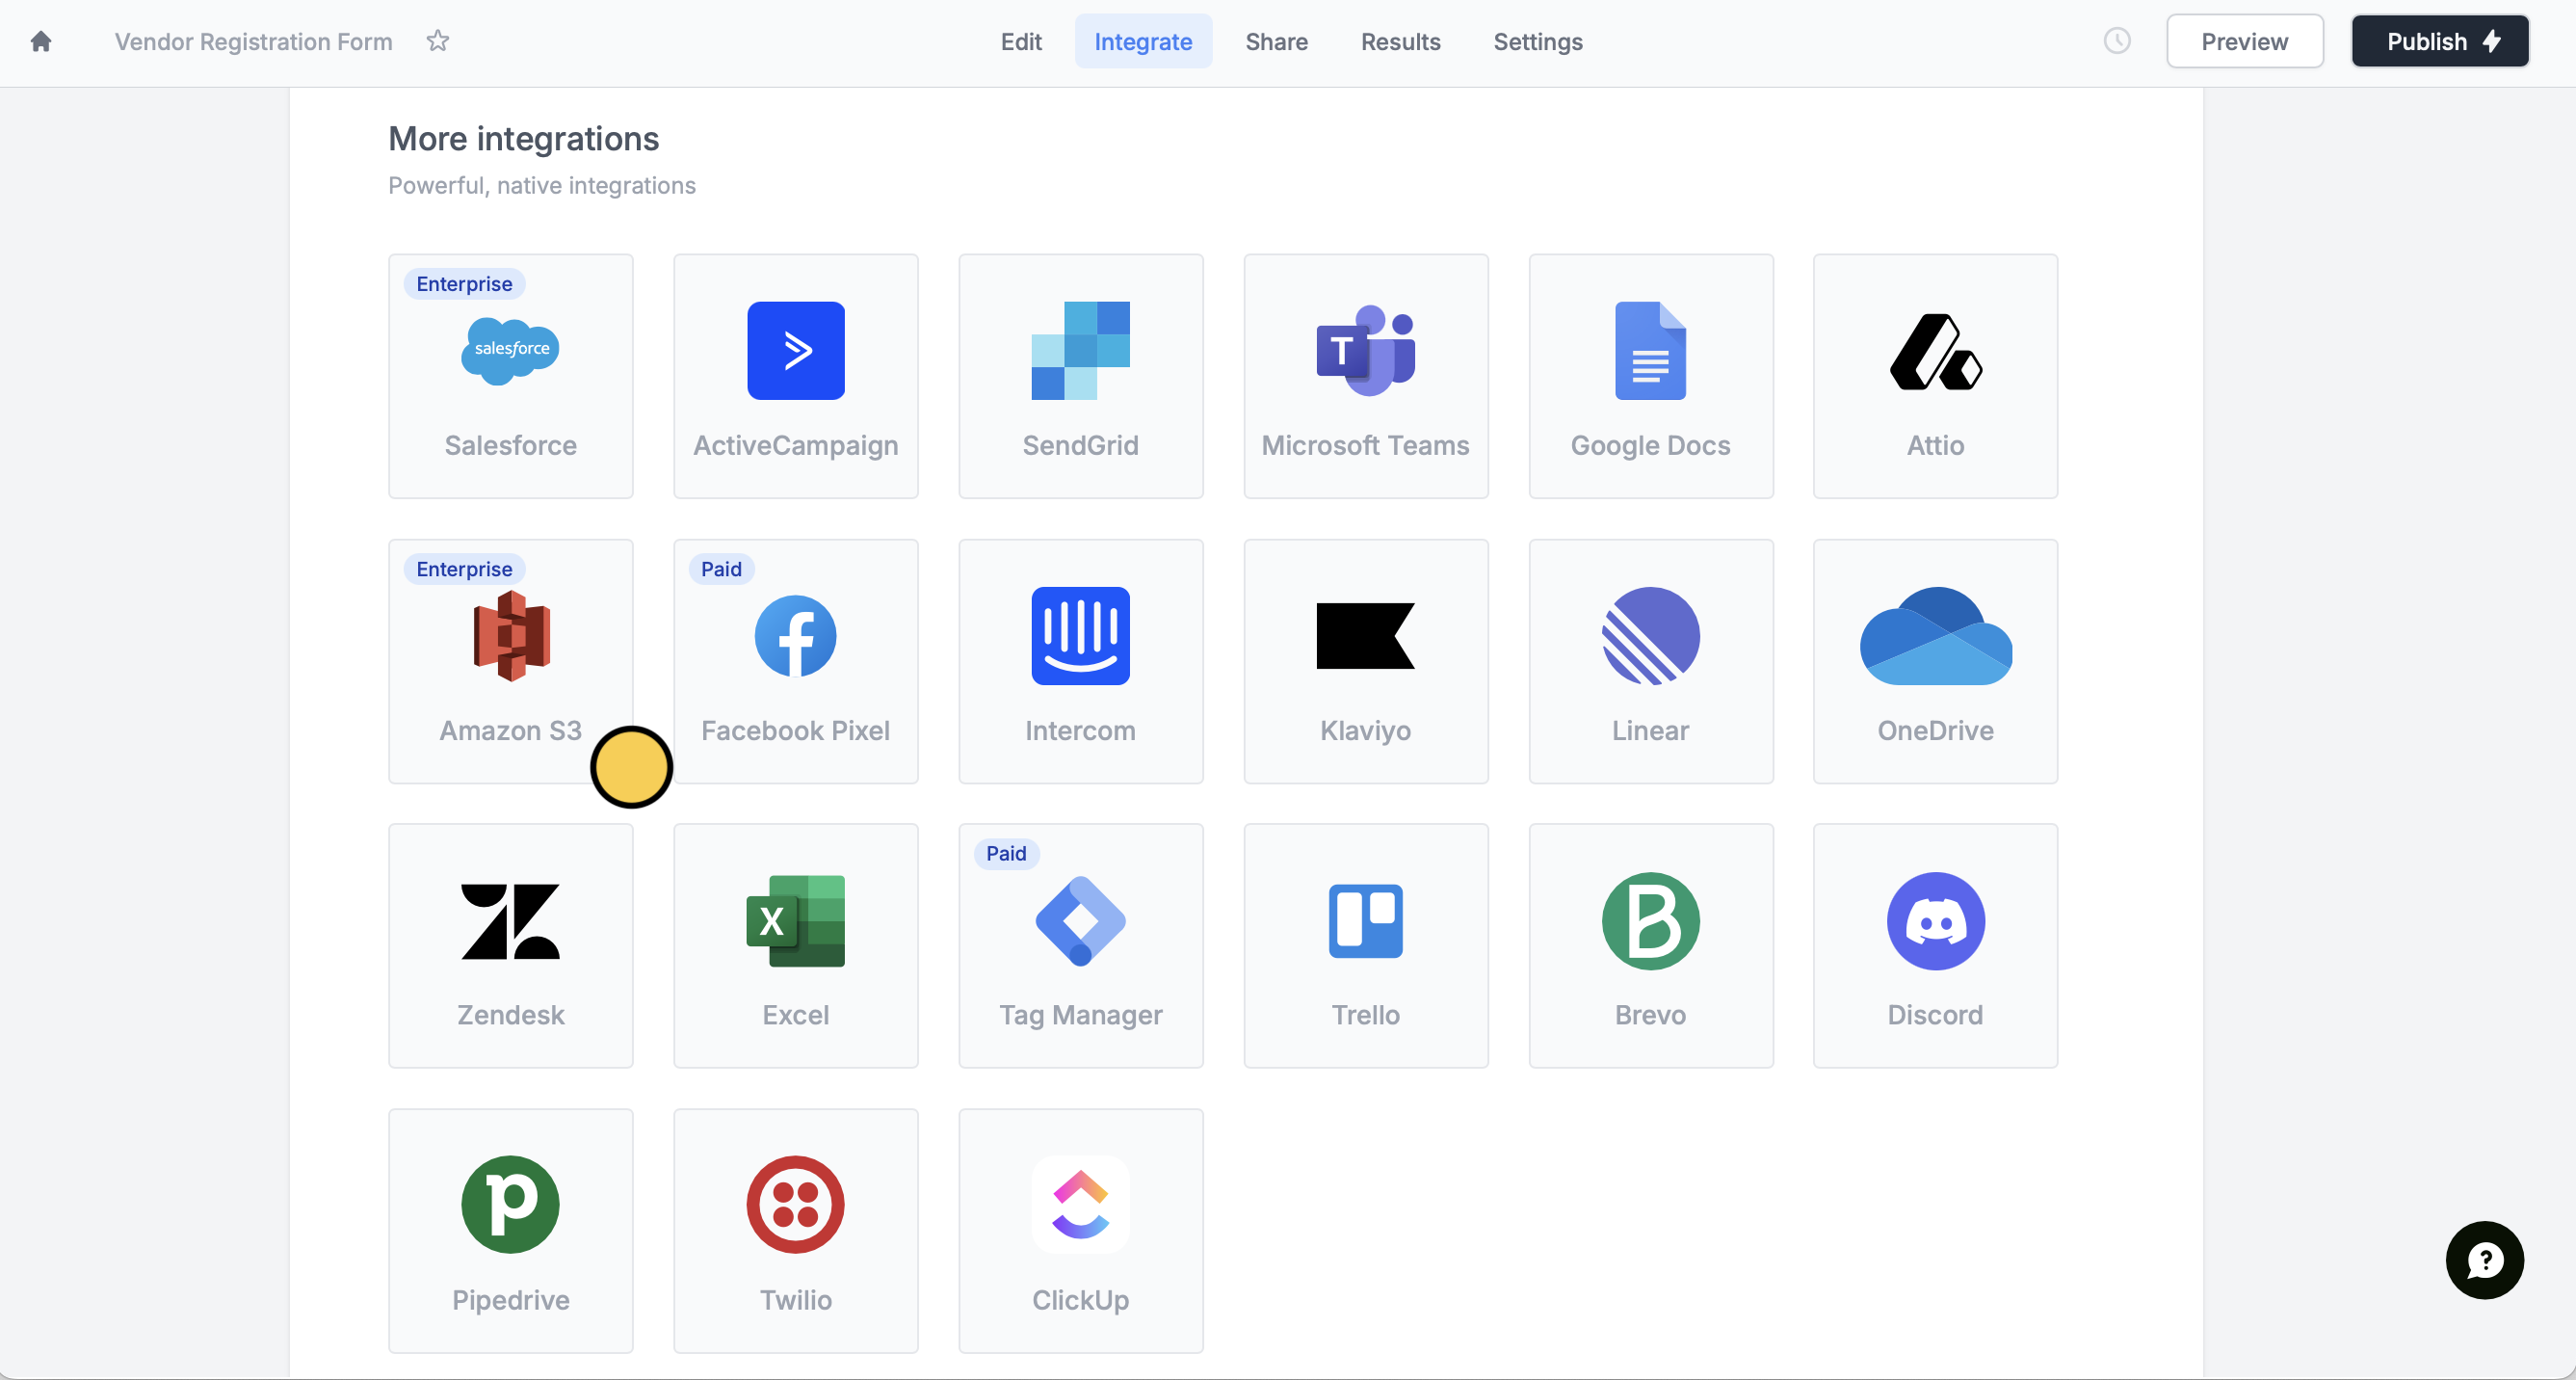 Vendor Registration Form
Edit
Integrate
Share
Results
Settings
Preview
Publish
More integrations
Powerful, native integrations
Enterprise
salesforce
Salesforce
ActiveCampaign
SendGrid
T
Microsoft Teams
Google Docs
Attio
Enterprise
Amazon S3
Paid
Facebook Pixel
Intercom
Klaviyo
Linear
OneDrive
Zendesk
X
Excel
Paid
Tag Manager
Trello
B
Brevo
Discord
p
Pipedrive
Twilio
ClickUp
?